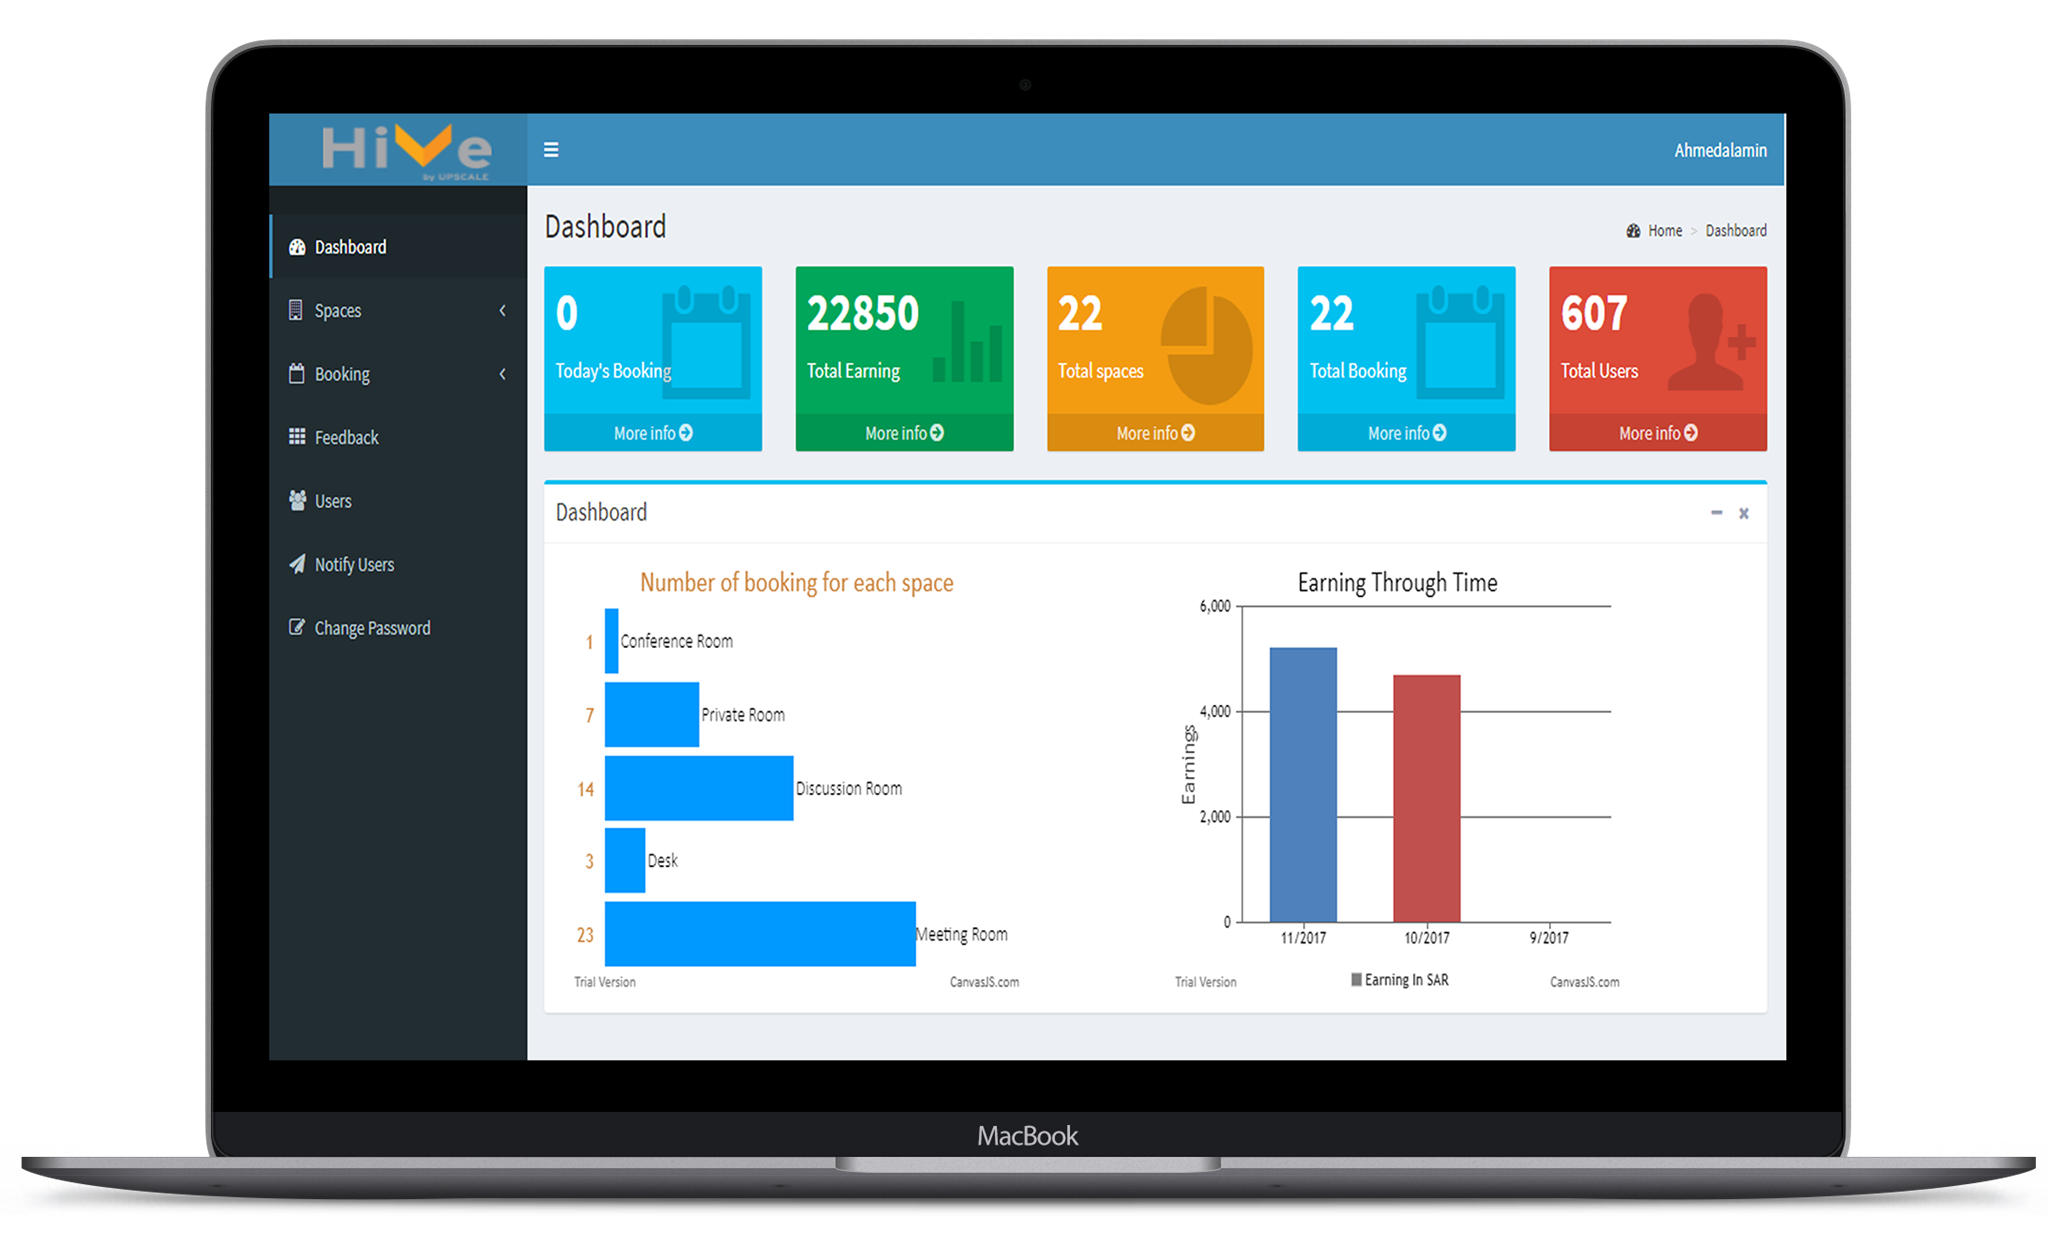 HiVe
by UPSCALE
Ahmedalamin
Dashboard
Spaces
Booking
Feedback
Users
Notify Users
Change Password
Dashboard
Home > Dashboard
0
Today's Booking
More info
22850
Total Earning
More info
22
Total spaces
More info
22
Total Booking
More info
607
Total Users
More info
Dashboard
Number of booking for each space
1 Conference Room
7 Private Room
14 Discussion Room
3 Desk
23 Meeting Room
Trial Version
CanvasJS.com
Earning Through Time
Earnings
6,000
4,000
2,000
0
11/2017
10/2017
9/2017
Trial Version
Earning In SAR
CanvasJS.com
MacBook